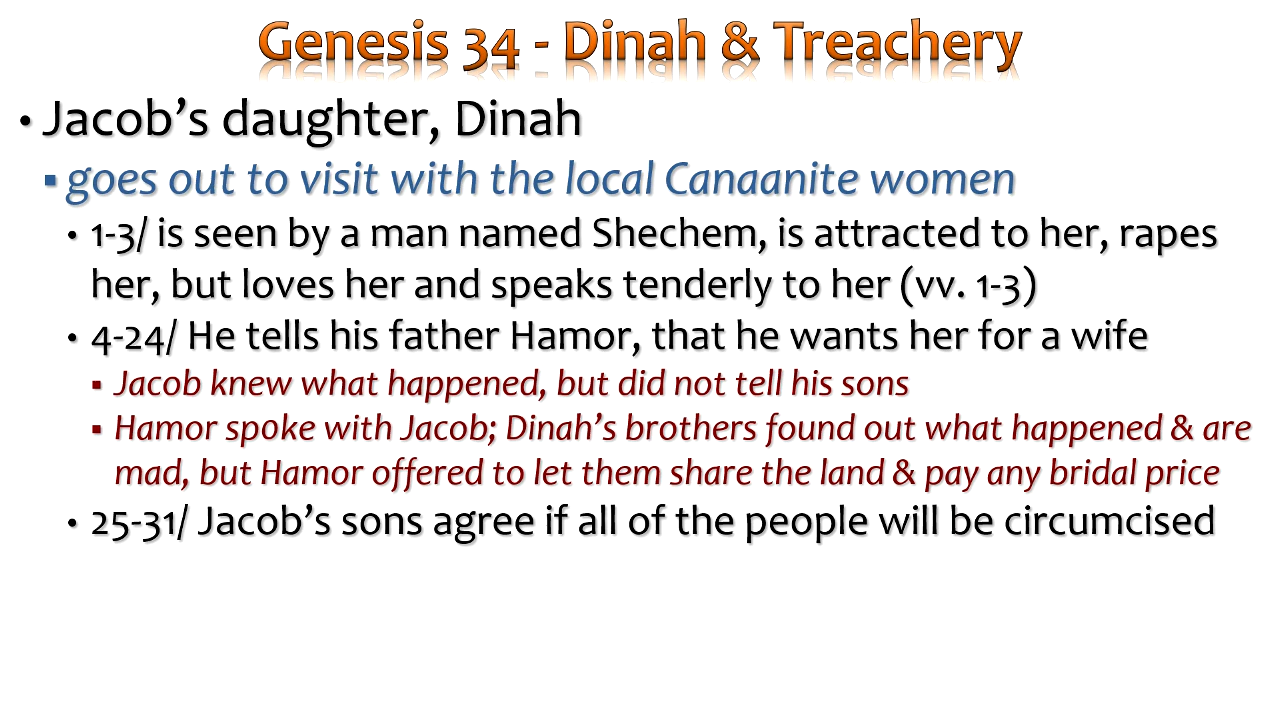 Genesis 34 - Dinah & Treachery
• Jacob’s daughter, Dinah
▪ goes out to visit with the local Canaanite women
• 1-3/ is seen by a man named Shechem, is attracted to her, rapes
her, but loves her and speaks tenderly to her (vv. 1-3)
• 4-24/ He tells his father Hamor, that he wants her for a wife
▪ Jacob knew what happened, but did not tell his sons
▪ Hamor sp0ke with Jacob; Dinah’s brothers found out what happened & are
mad, but Hamor offered to let them share the land & pay any bridal price
• 25-31/ Jacob’s sons agree if all of the people will be circumcised